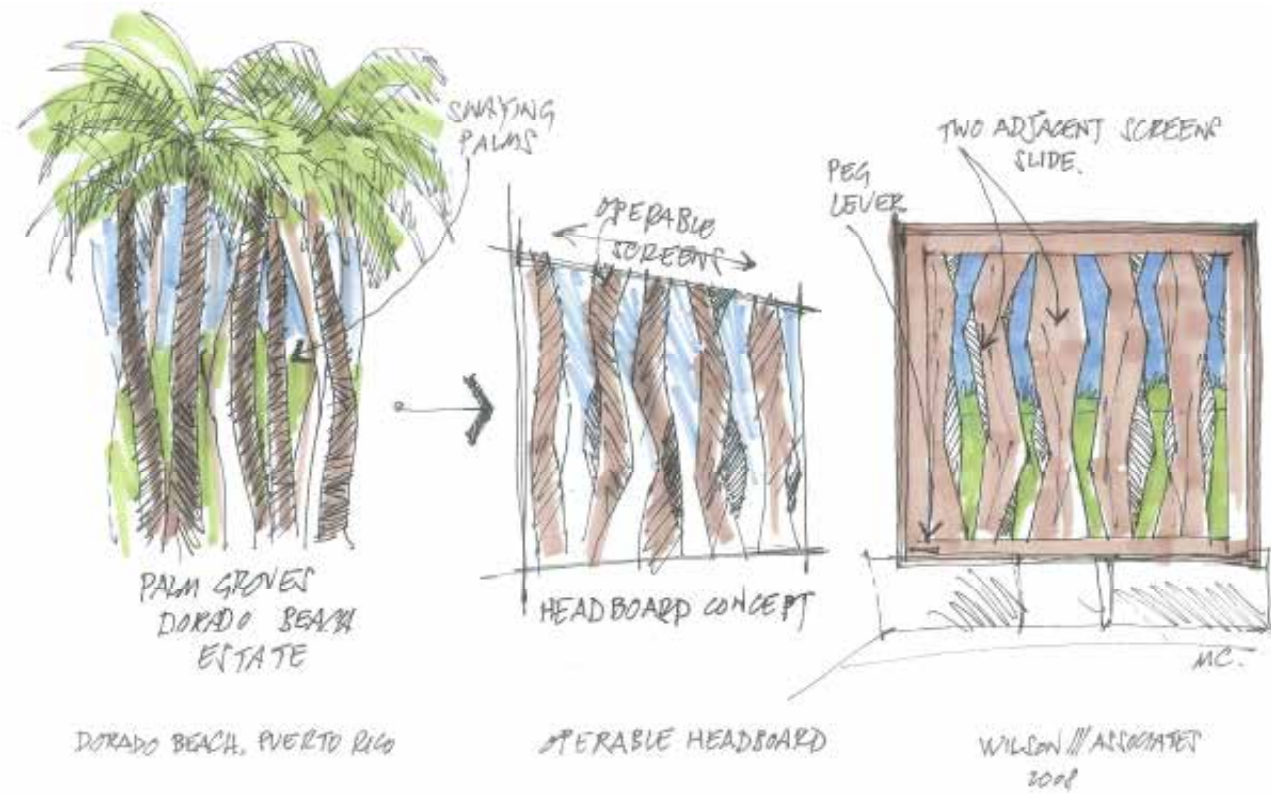 SWAYING
PALMS
PALM GROVES
DORADO BEACH
ESTATE
OPERABLE
SCREENS
HEADBOARD CONCEPT
TWO ADJACENT SCREENS
SLIDE.
PEG
LEVER
MC.
DORADO BEACH, PUERTO RICO
OPERABLE HEADBOARD
WILSON /// ASSOCIATES
2008